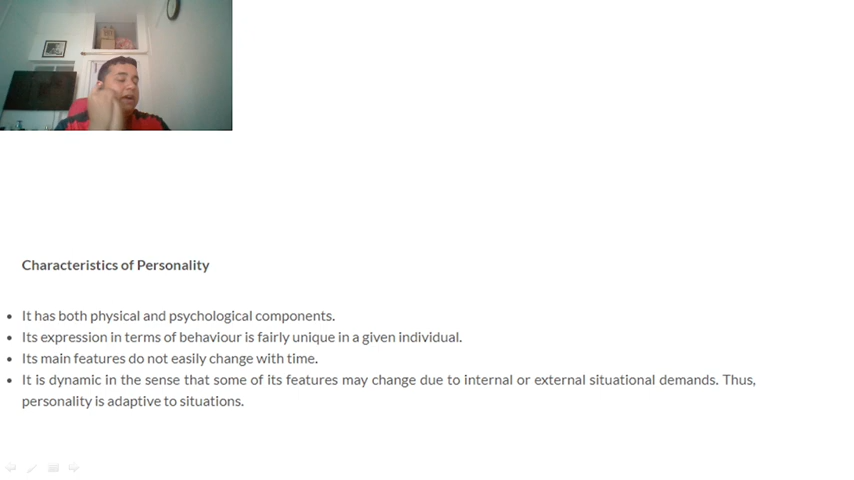 Characteristics of Personality
• It has both physical and psychological components.
• Its expression in terms of behaviour is fairly unique in a given individual.
• Its main features do not easily change with time.
• It is dynamic in the sense that some of its features may change due to internal or external situational demands. Thus,
personality is adaptive to situations.